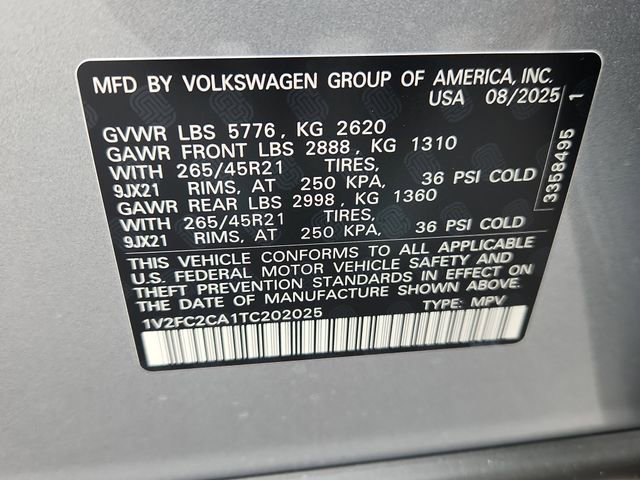 MFD BY VOLKSWAGEN GROUP OF AMERICA, INC.
USA 08/2025
GVWR LBS 5776, KG 2620
GAWR FRONT LBS 2888, KG 1310
WITH 265/45R21 TIRES,
9JX21 RIMS, AT 250 KPA, 36 PSI COLD
GAWR REAR LBS 2998, KG 1360
WITH 265/45R21 TIRES,
9JX21 RIMS, AT 250 KPA, 36 PSI COLD
THIS VEHICLE CONFORMS TO ALL APPLICABLE
U.S. FEDERAL MOTOR VEHICLE SAFETY AND
THEFT PREVENTION STANDARDS IN EFFECT ON
THE DATE OF MANUFACTURE SHOWN ABOVE.
1V2FC2CA1TC202025 TYPE: MPV
3358495 1